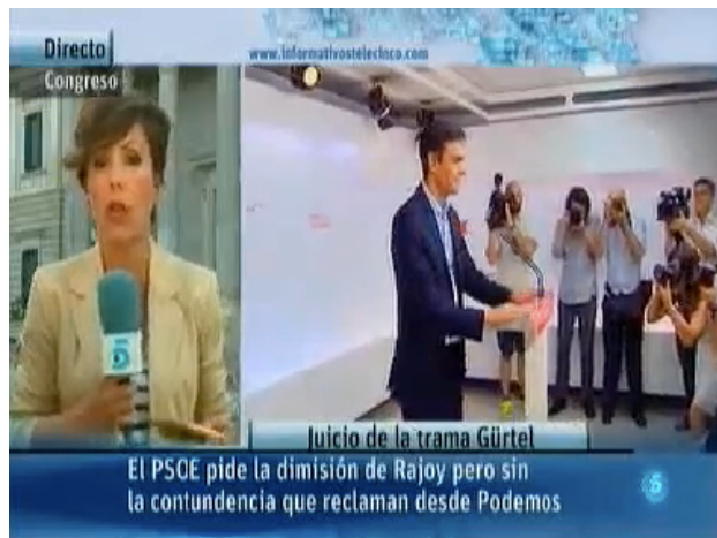 Directo
www.informativostelecinco.com
Congreso
Juicio de la trama Gürtel
El PSOE pide la dimisión de Rajoy pero sin
la contundencia que reclaman desde Podemos
5